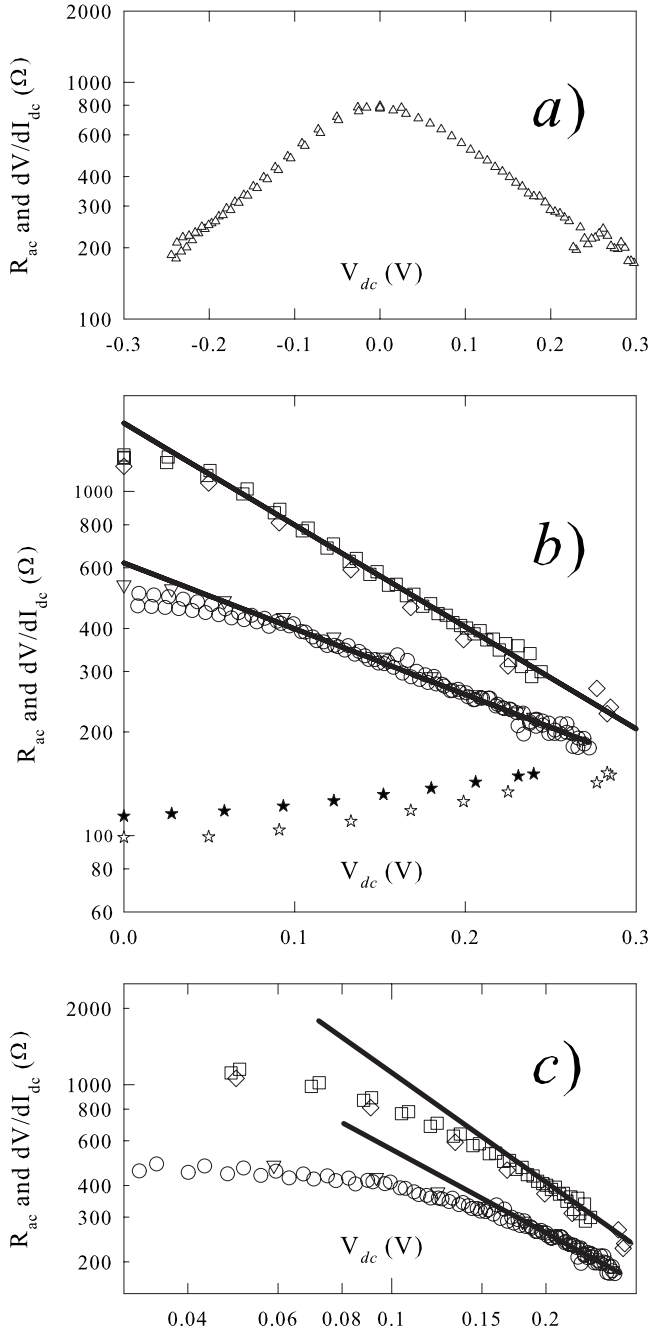 2000
1000
800
600
400
300
200
100
R_ac and dV/dI_dc (Ω)
a)
V_dc (V)
-0.3 -0.2 -0.1 0.0 0.1 0.2 0.3
1000
800
600
400
300
200
100
80
60
R_ac and dV/dI_dc (Ω)
b)
V_dc (V)
0.0 0.1 0.2 0.3
2000
1000
800
600
400
300
200
R_ac and dV/dI_dc (Ω)
c)
V_dc (V)
0.04 0.06 0.08 0.1 0.15 0.2